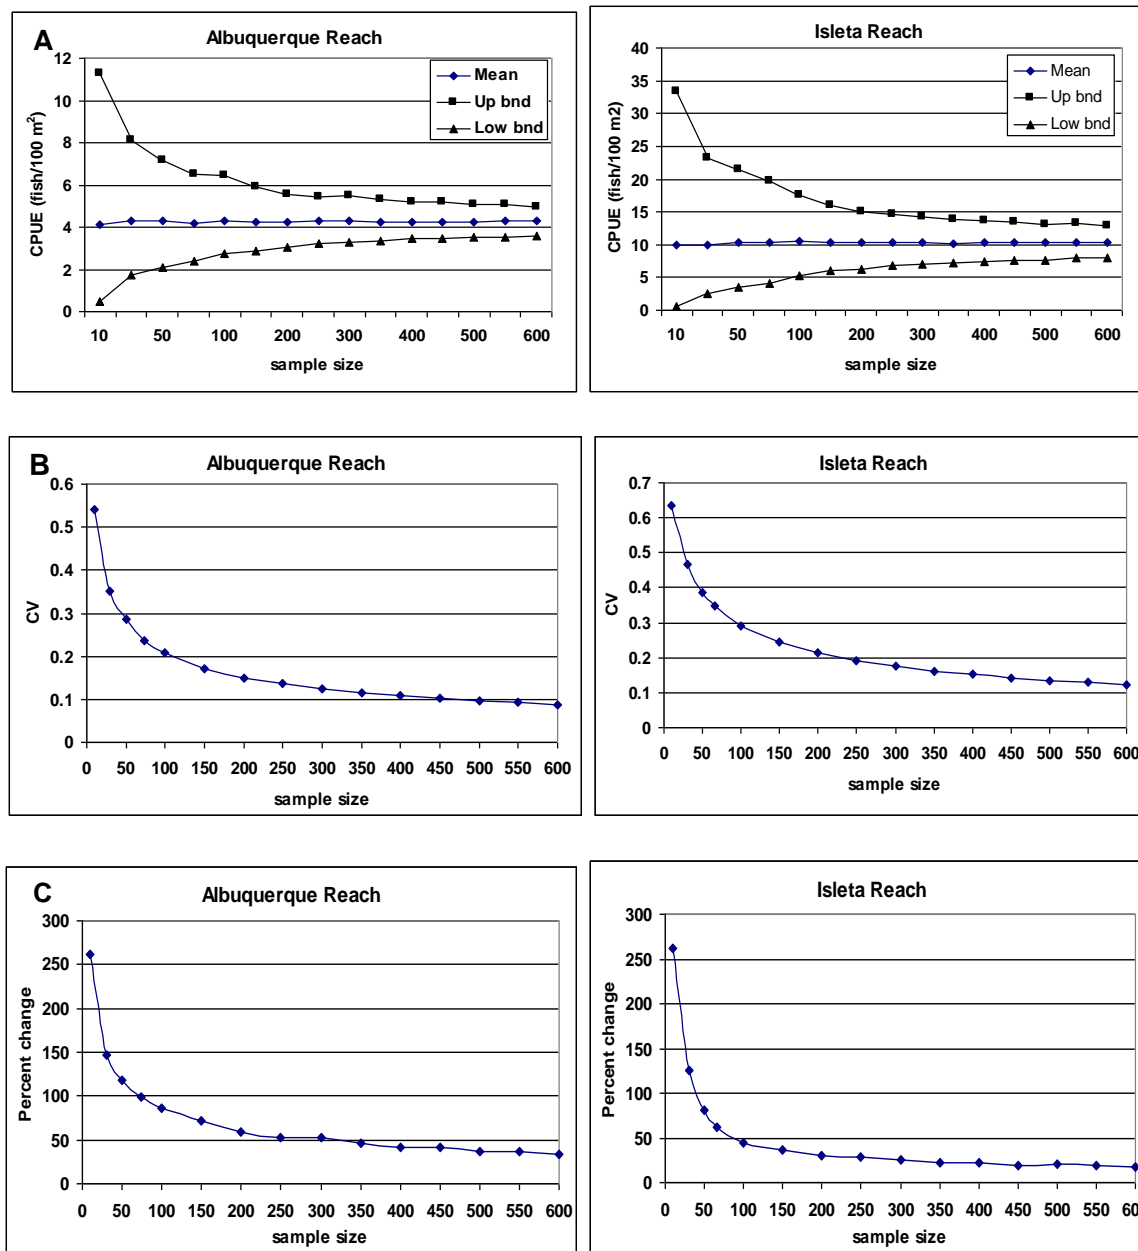 A
Albuquerque Reach
12
10
8
6
4
2
0
CPUE (fish/100 m²)
Mean
Up bnd
Low bnd
10 50 100 200 300 400 500 600
sample size
Isleta Reach
40
35
30
25
20
15
10
5
0
CPUE (fish/100 m2)
Mean
Up bnd
Low bnd
10 50 100 200 300 400 500 600
sample size
B
Albuquerque Reach
0.6
0.5
0.4
0.3
0.2
0.1
0
CV
0 50 100 150 200 250 300 350 400 450 500 550 600
sample size
Isleta Reach
0.7
0.6
0.5
0.4
0.3
0.2
0.1
0
CV
0 50 100 150 200 250 300 350 400 450 500 550 600
sample size
C
Albuquerque Reach
300
250
200
150
100
50
0
Percent change
0 50 100 150 200 250 300 350 400 450 500 550 600
sample size
Isleta Reach
300
250
200
150
100
50
0
Percent change
0 50 100 150 200 250 300 350 400 450 500 550 600
sample size